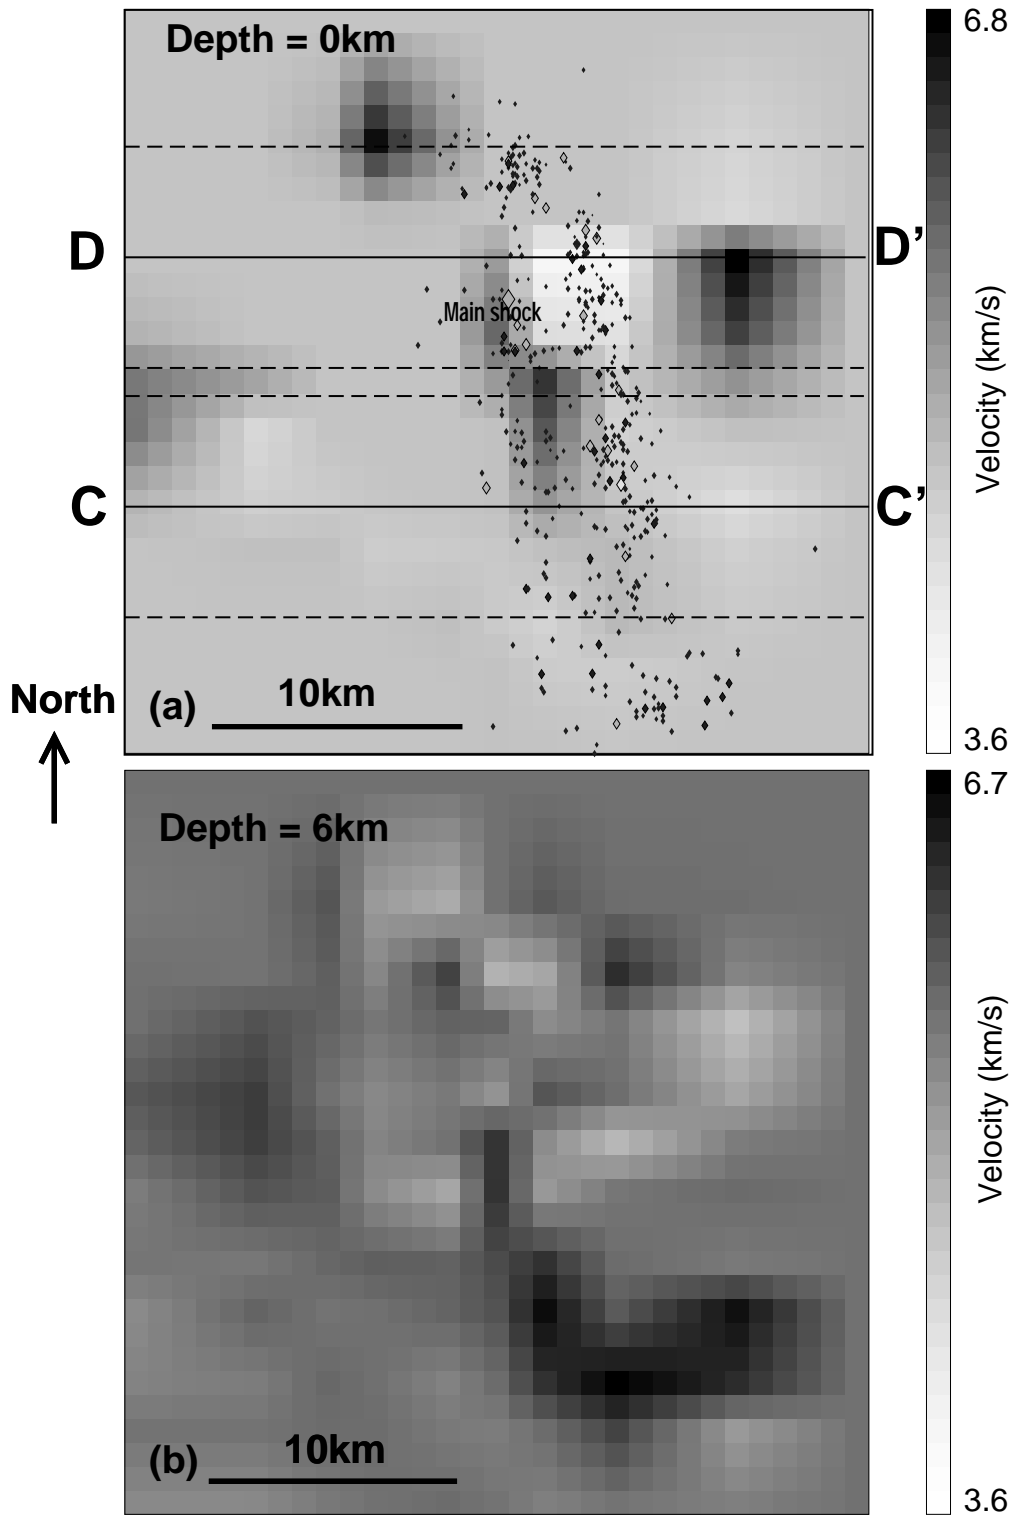 Depth = 0km
6.8
D
D’
Main shock
Velocity (km/s)
C
C’
North
(a)
10km
3.6
6.7
Depth = 6km
Velocity (km/s)
(b)
10km
3.6